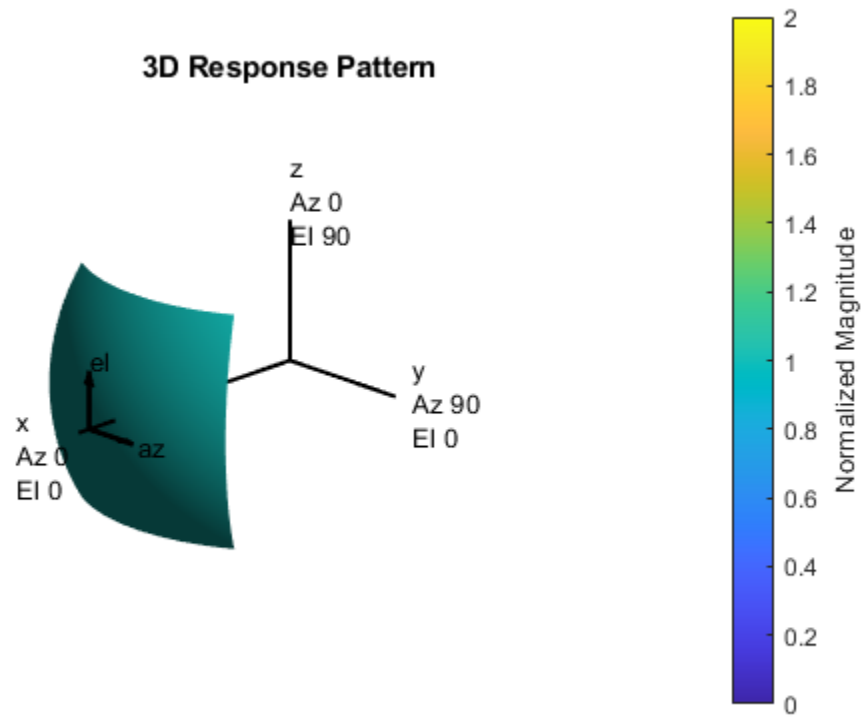 3D Response Pattern
z
Az 0
El 90
el
az
x
Az 0
El 0
y
Az 90
El 0
2
1.8
1.6
1.4
1.2
1
0.8
0.6
0.4
0.2
0
Normalized Magnitude